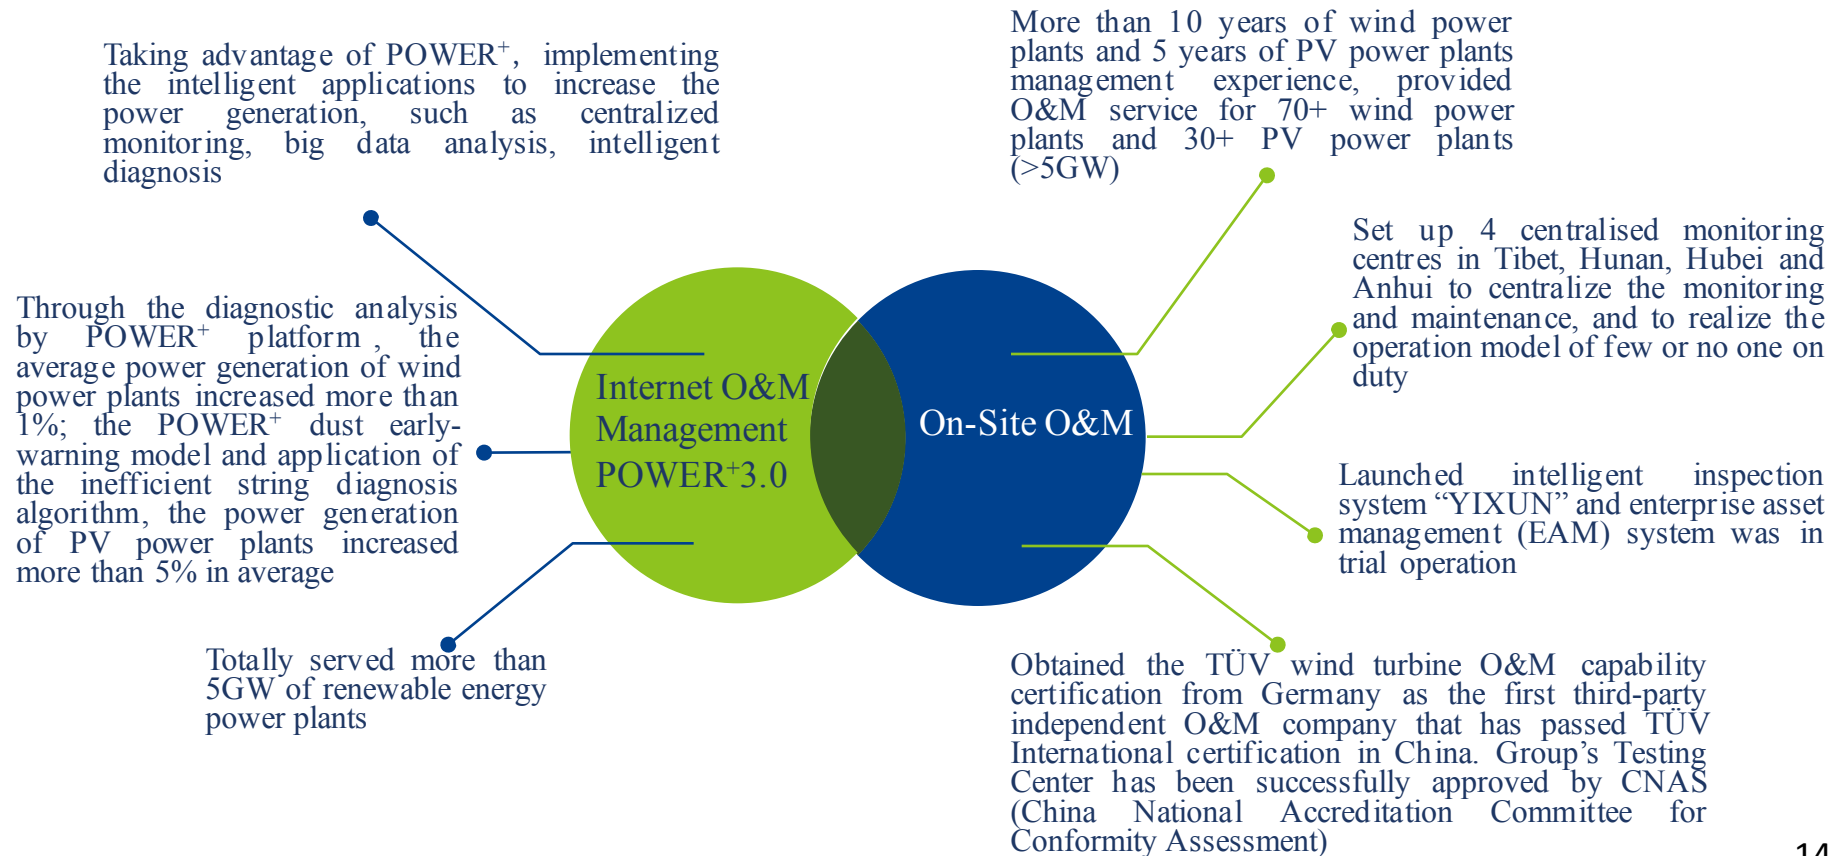 Taking advantage of POWER+, implementing
the intelligent applications to increase the
power generation, such as centralized
monitoring, big data analysis, intelligent
diagnosis
Through the diagnostic analysis
by POWER+ platform , the
average power generation of wind
power plants increased more than
1%; the POWER+ dust early-
warning model and application of
the inefficient string diagnosis
algorithm, the power generation
of PV power plants increased
more than 5% in average
Totally served more than
5GW of renewable energy
power plants
Internet O&M
Management
POWER+3.0
On-Site O&M
More than 10 years of wind power
plants and 5 years of PV power plants
management experience, provided
O&M service for 70+ wind power
plants and 30+ PV power plants
(>5GW)
Set up 4 centralised monitoring
centres in Tibet, Hunan, Hubei and
Anhui to centralize the monitoring
and maintenance, and to realize the
operation model of few or no one on
duty
Launched intelligent inspection
system “YIXUN” and enterprise asset
management (EAM) system was in
trial operation
Obtained the TÜV wind turbine O&M capability
certification from Germany as the first third-party
independent O&M company that has passed TÜV
International certification in China. Group’s Testing
Center has been successfully approved by CNAS
(China National Accreditation Committee for
Conformity Assessment)
14